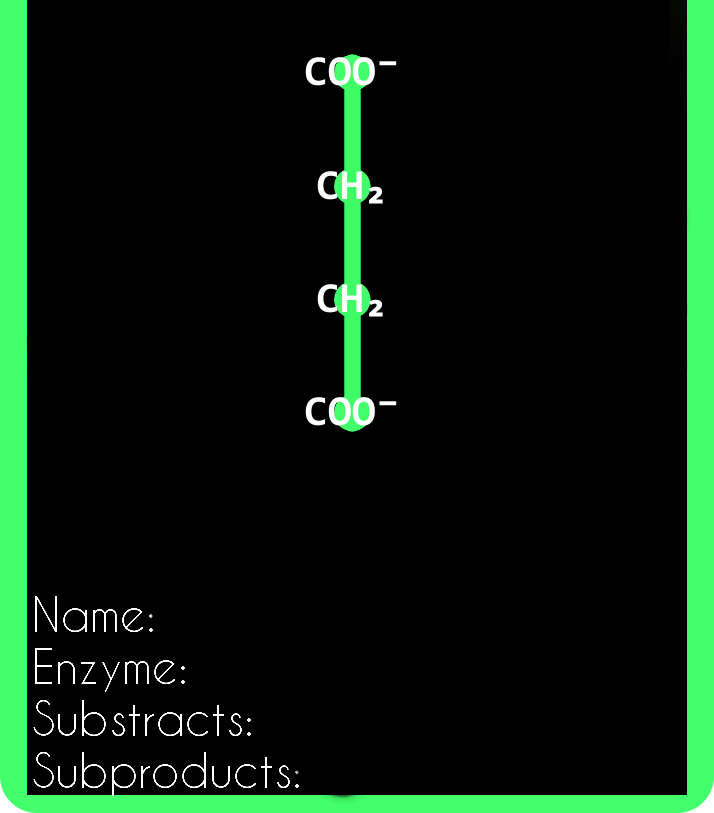 COO⁻
CH₂
CH₂
COO⁻
Name:
Enzyme:
Substracts:
Subproducts: